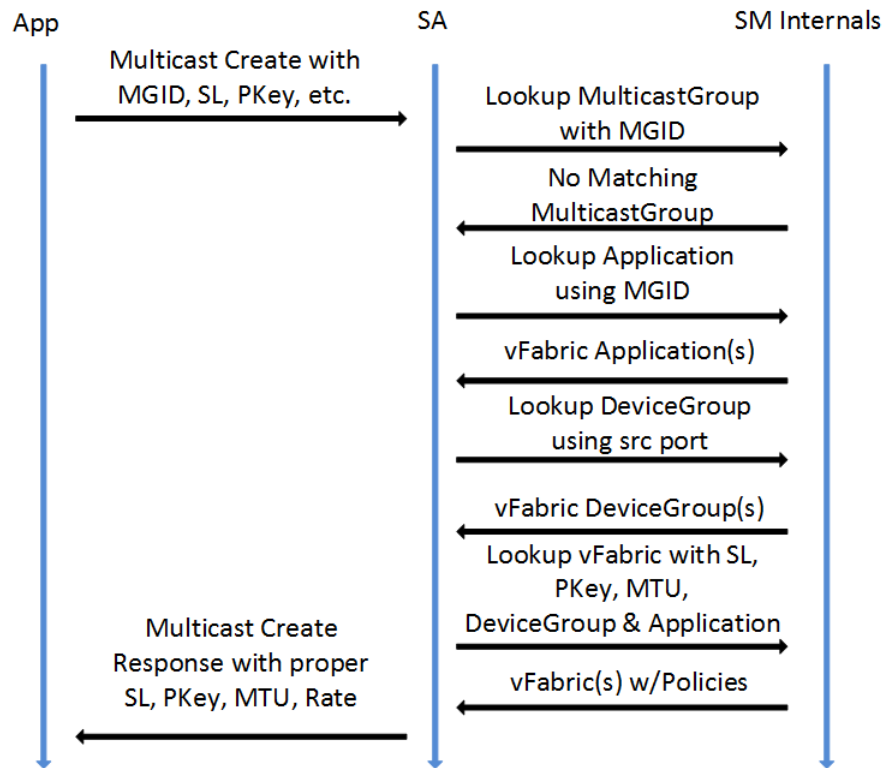 App
SA
SM Internals
Multicast Create with
MGID, SL, PKey, etc.
Lookup MulticastGroup
with MGID
No Matching
MulticastGroup
Lookup Application
using MGID
vFabric Application(s)
Lookup DeviceGroup
using src port
vFabric DeviceGroup(s)
Lookup vFabric with SL,
PKey, MTU,
DeviceGroup & Application
vFabric(s) w/Policies
Multicast Create
Response with proper
SL, PKey, MTU, Rate